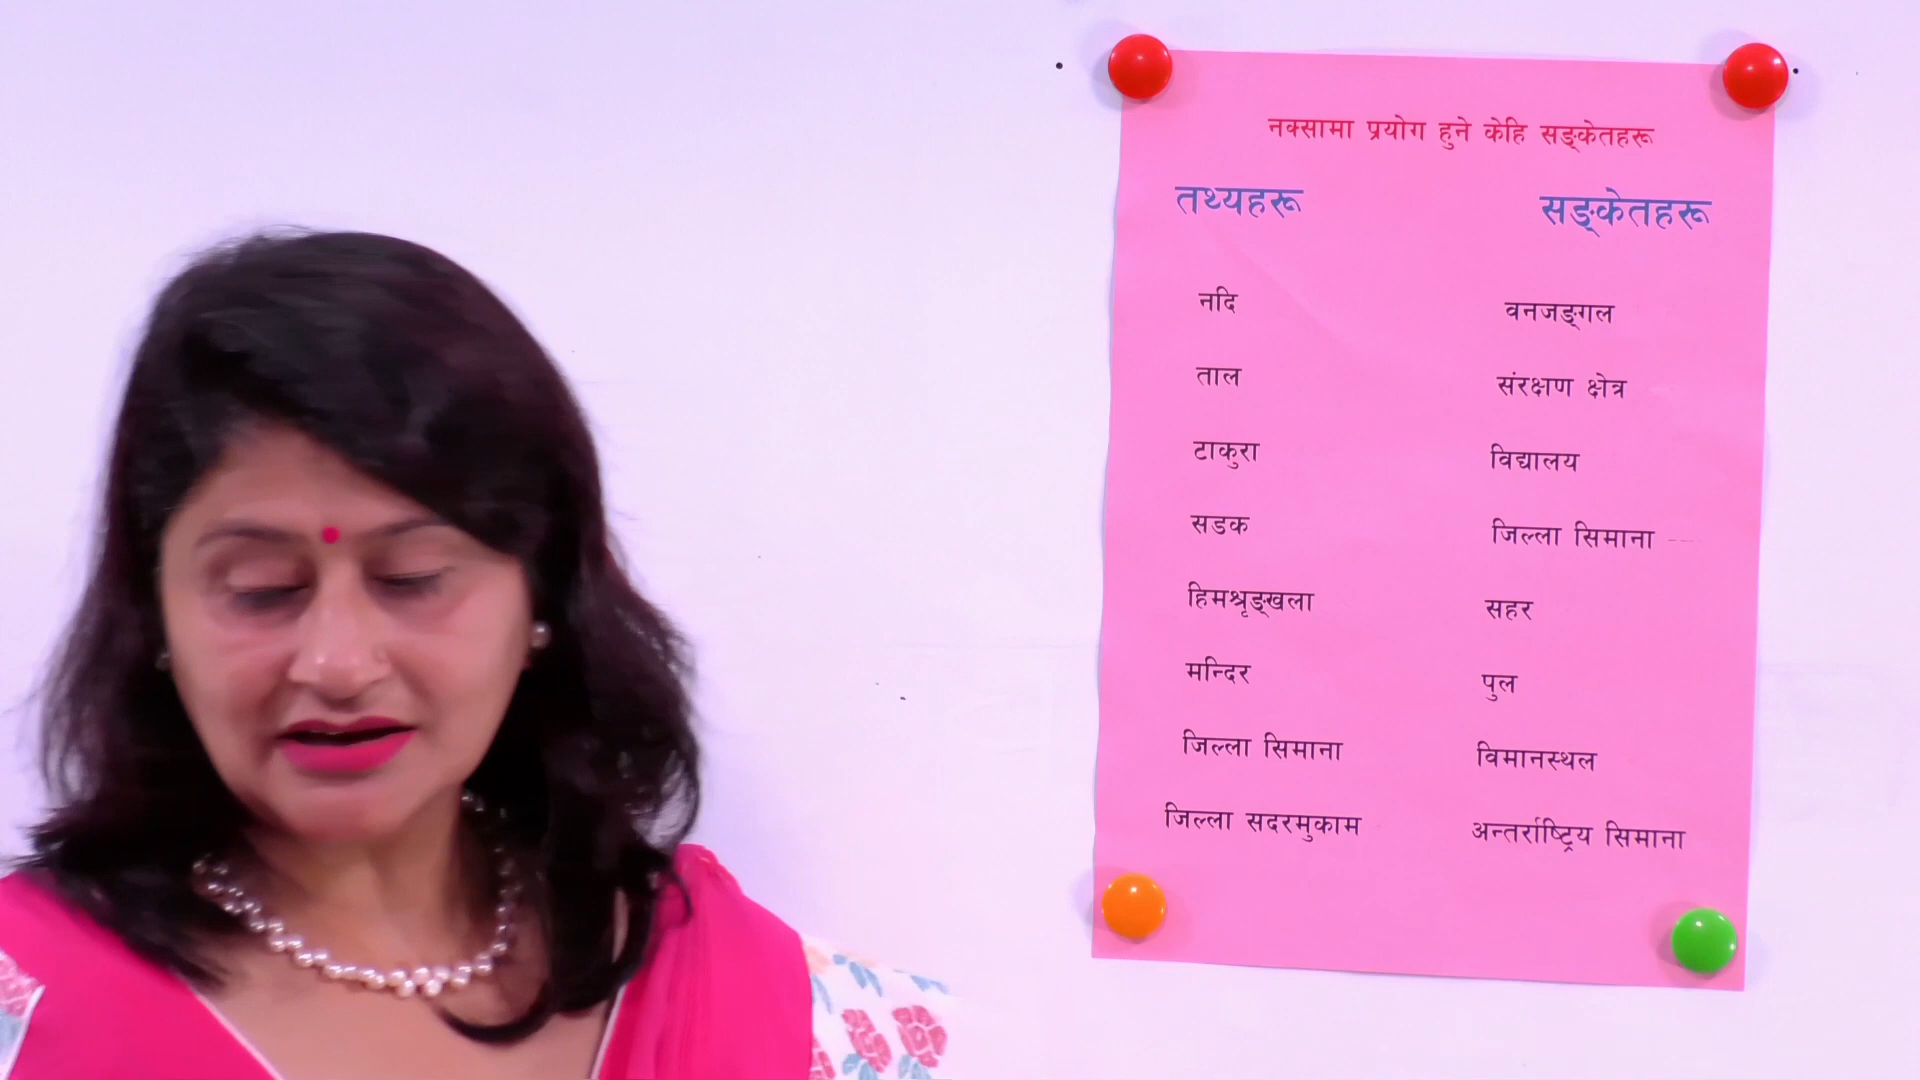 नक्सामा प्रयोग हुने केहि सङ्केतहरू
तथ्यहरू सङ्केतहरू
नदि वनजङ्गल
ताल संरक्षण क्षेत्र
टाकुरा विद्यालय
सडक जिल्ला सिमाना
हिमश्रृङ्खला सहर
मन्दिर पुल
जिल्ला सिमाना विमानस्थल
जिल्ला सदरमुकाम अन्तर्राष्ट्रिय सिमाना